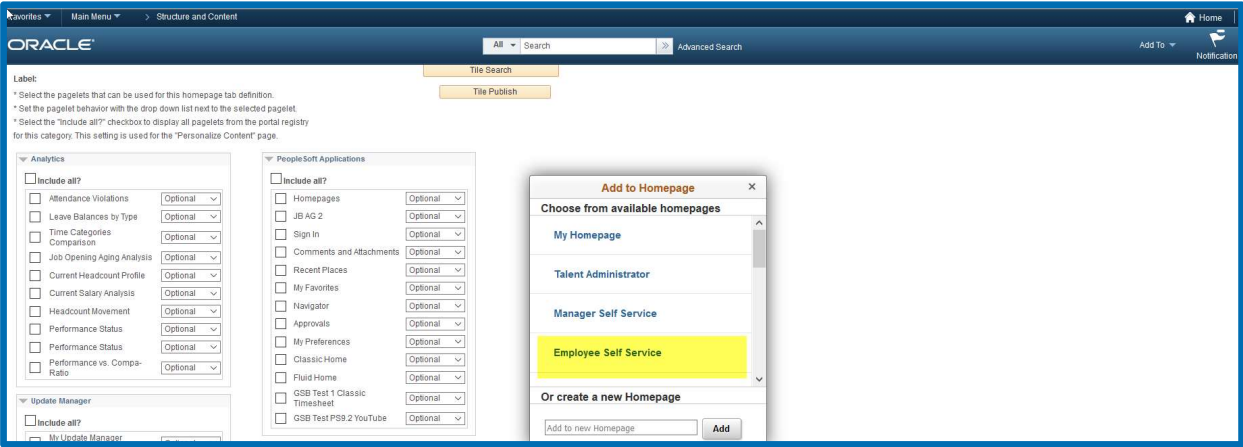 avorites Main Menu > Structure and Content Home
ORACLE All Search Advanced Search Add To Notification
Tile Search
Label:
* Select the pagelets that can be used for this homepage tab definition.
Tile Publish
* Set the pagelet behavior with the drop down list next to the selected pagelet.
* Select the "Include all?" checkbox to display all pagelets from the portal registry
for this category. This setting is used for the "Personalize Content" page.
Analytics
Include all?
Attendance Violations Optional
Leave Balances by Type Optional
Time Categories
Comparison Optional
Job Opening Aging Analysis Optional
Current Headcount Profile Optional
Current Salary Analysis Optional
Headcount Movement Optional
Performance Status Optional
Performance Status Optional
Performance vs. Compa-
Ratio Optional
Update Manager
Include all?
My Update Manager
PeopleSoft Applications
Include all?
Homepages Optional
JB AG 2 Optional
Sign In Optional
Comments and Attachments Optional
Recent Places Optional
My Favorites Optional
Navigator Optional
Approvals Optional
My Preferences Optional
Classic Home Optional
Fluid Home Optional
GSB Test 1 Classic
Timesheet Optional
GSB Test PS9.2 YouTube Optional
Add to Homepage ×
Choose from available homepages
My Homepage
Talent Administrator
Manager Self Service
Employee Self Service
Or create a new Homepage
Add to new Homepage Add